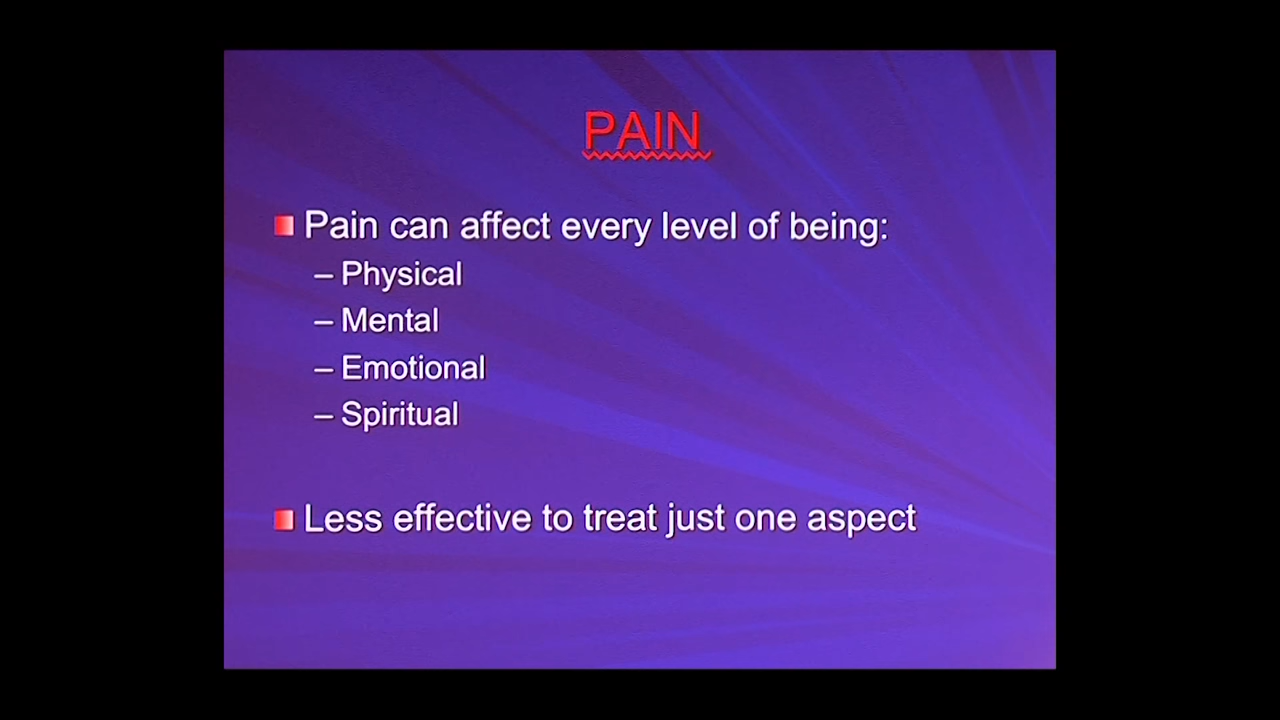 PAIN
Pain can affect every level of being:
– Physical
– Mental
– Emotional
– Spiritual
Less effective to treat just one aspect